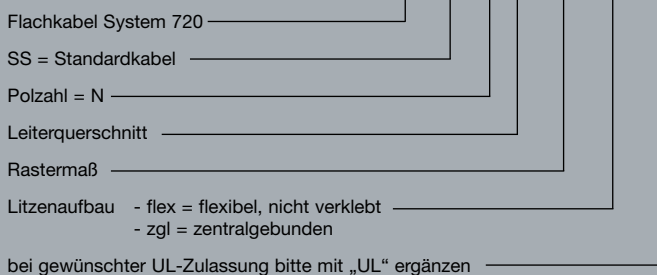 Flachkabel System 720
SS = Standardkabel
Polzahl = N
Leiterquerschnitt
Rastermaß
Litzenaufbau - flex = flexibel, nicht verklebt
- zgl = zentralgebunden
bei gewünschter UL-Zulassung bitte mit „UL“ ergänzen